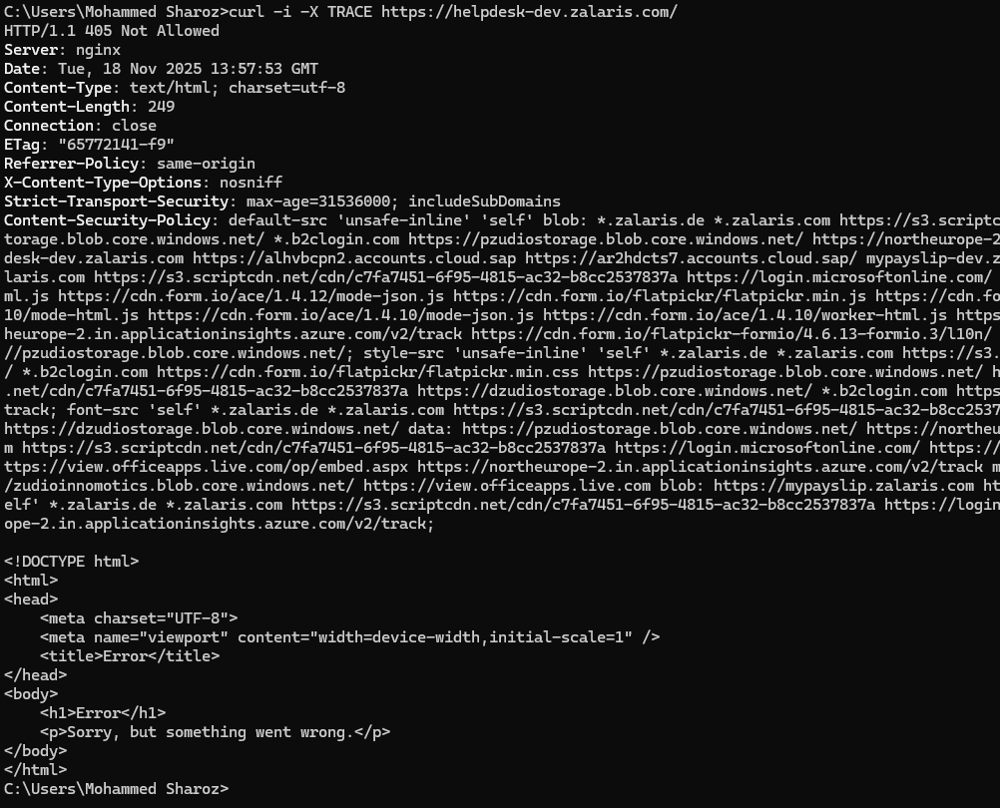 C:\Users\Mohammed Sharoz>curl -i -X TRACE https://helpdesk-dev.zalaris.com/
HTTP/1.1 405 Not Allowed
Server: nginx
Date: Tue, 18 Nov 2025 13:57:53 GMT
Content-Type: text/html; charset=utf-8
Content-Length: 249
Connection: close
ETag: "65772141-f9"
Referrer-Policy: same-origin
X-Content-Type-Options: nosniff
Strict-Transport-Security: max-age=31536000; includeSubDomains
Content-Security-Policy: default-src 'unsafe-inline' 'self' blob: *.zalaris.de *.zalaris.com https://s3.scriptc
torage.blob.core.windows.net/ *.b2clogin.com https://pzudiostorage.blob.core.windows.net/ https://northeurope-2
desk-dev.zalaris.com https://alhvbcpn2.accounts.cloud.sap https://ar2hdcts7.accounts.cloud.sap/ mypayslip-dev.z
laris.com https://s3.scriptcdn.net/cdn/c7fa7451-6f95-4815-ac32-b8cc2537837a https://login.microsoftonline.com/
ml.js https://cdn.form.io/ace/1.4.12/mode-json.js https://cdn.form.io/flatpickr/flatpickr.min.js https://cdn.fo
10/mode-html.js https://cdn.form.io/ace/1.4.10/mode-json.js https://cdn.form.io/ace/1.4.10/worker-html.js https
heurope-2.in.applicationinsights.azure.com/v2/track https://cdn.form.io/flatpickr-formio/4.6.13-formio.3/l10n/
//pzudiostorage.blob.core.windows.net/; style-src 'unsafe-inline' 'self' *.zalaris.de *.zalaris.com https://s3.
/ *.b2clogin.com https://cdn.form.io/flatpickr/flatpickr.min.css https://pzudiostorage.blob.core.windows.net/ h
.net/cdn/c7fa7451-6f95-4815-ac32-b8cc2537837a https://dzudiostorage.blob.core.windows.net/ *.b2clogin.com https
track; font-src 'self' *.zalaris.de *.zalaris.com https://s3.scriptcdn.net/cdn/c7fa7451-6f95-4815-ac32-b8cc2537
https://dzudiostorage.blob.core.windows.net/ data: https://pzudiostorage.blob.core.windows.net/ https://northeu
m https://s3.scriptcdn.net/cdn/c7fa7451-6f95-4815-ac32-b8cc2537837a https://login.microsoftonline.com/ https://
ttps://view.officeapps.live.com/op/embed.aspx https://northeurope-2.in.applicationinsights.azure.com/v2/track m
/zudioinnomotics.blob.core.windows.net/ https://view.officeapps.live.com blob: https://mypayslip.zalaris.com ht
elf' *.zalaris.de *.zalaris.com https://s3.scriptcdn.net/cdn/c7fa7451-6f95-4815-ac32-b8cc2537837a https://login
ope-2.in.applicationinsights.azure.com/v2/track;
<!DOCTYPE html>
<html>
<head>
    <meta charset="UTF-8">
    <meta name="viewport" content="width=device-width,initial-scale=1" />
    <title>Error</title>
</head>
<body>
    <h1>Error</h1>
    <p>Sorry, but something went wrong.</p>
</body>
</html>
C:\Users\Mohammed Sharoz>